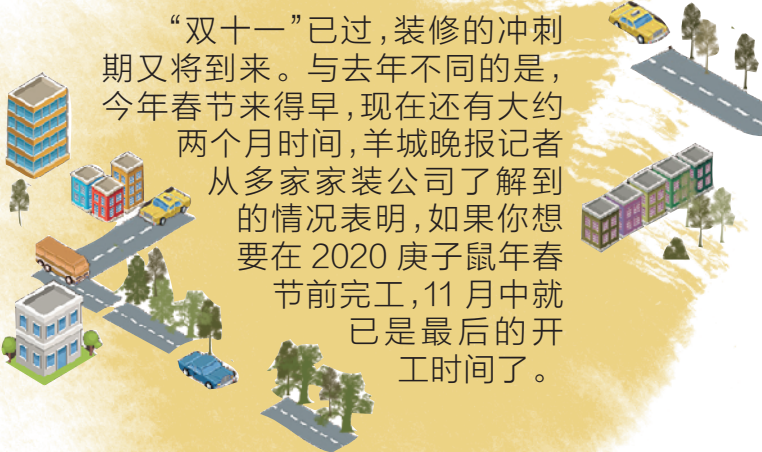 “双十一”已过,装修的冲刺
期又将到来。与去年不同的是,
今年春节来得早,现在还有大约
两个月时间,羊城晚报记者
从多家家装公司了解到
的情况表明,如果你想
要在 2020 庚子鼠年春
节前完工,11 月中就
已是最后的开
工时间了。